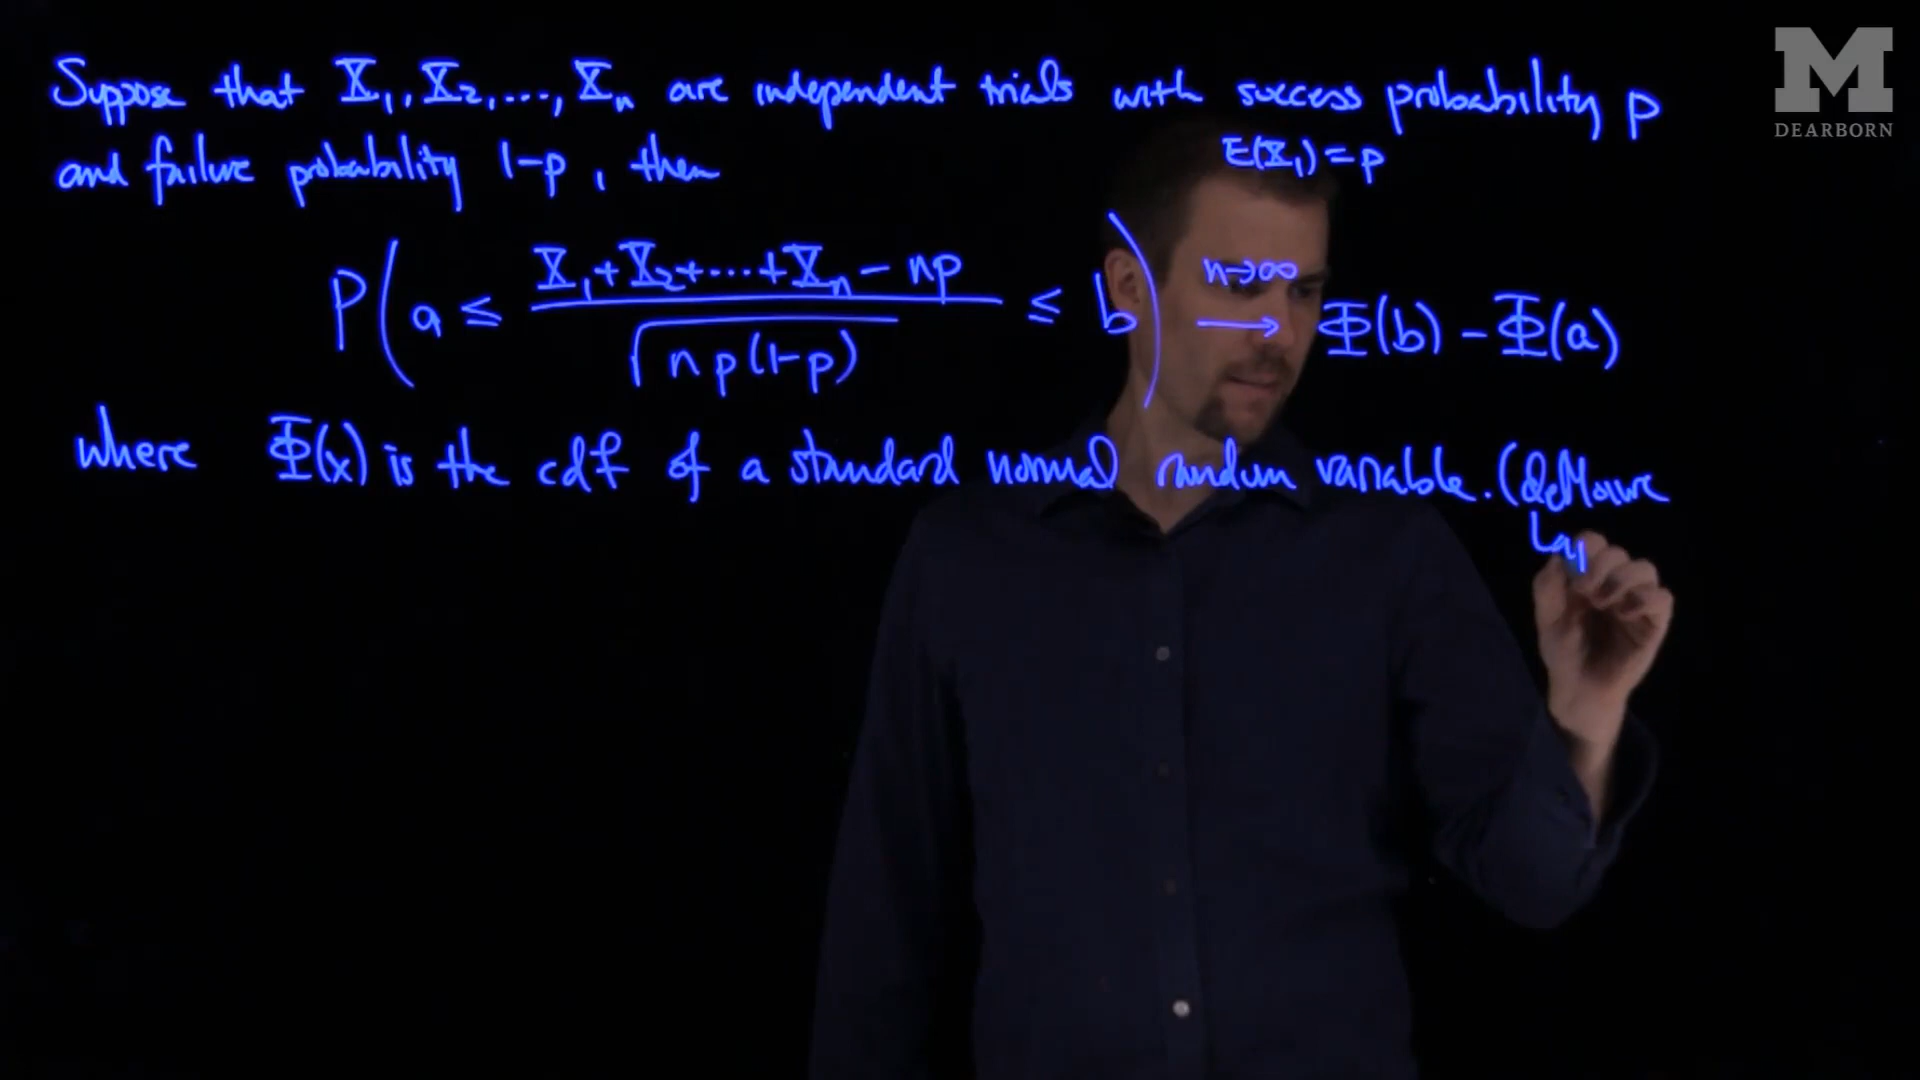 Suppose that X₁, X₂, ..., Xₙ are independent trials with success probability p
and failure probability 1-p, then
E(X₁) = p
P(a ≤ (X₁+X₂+⋯+Xₙ - np) / √(np(1-p)) ≤ b) n→∞ → Φ(b) - Φ(a)
where Φ(x) is the cdf of a standard normal random variable. (DeMoivre
Lap
M
DEARBORN